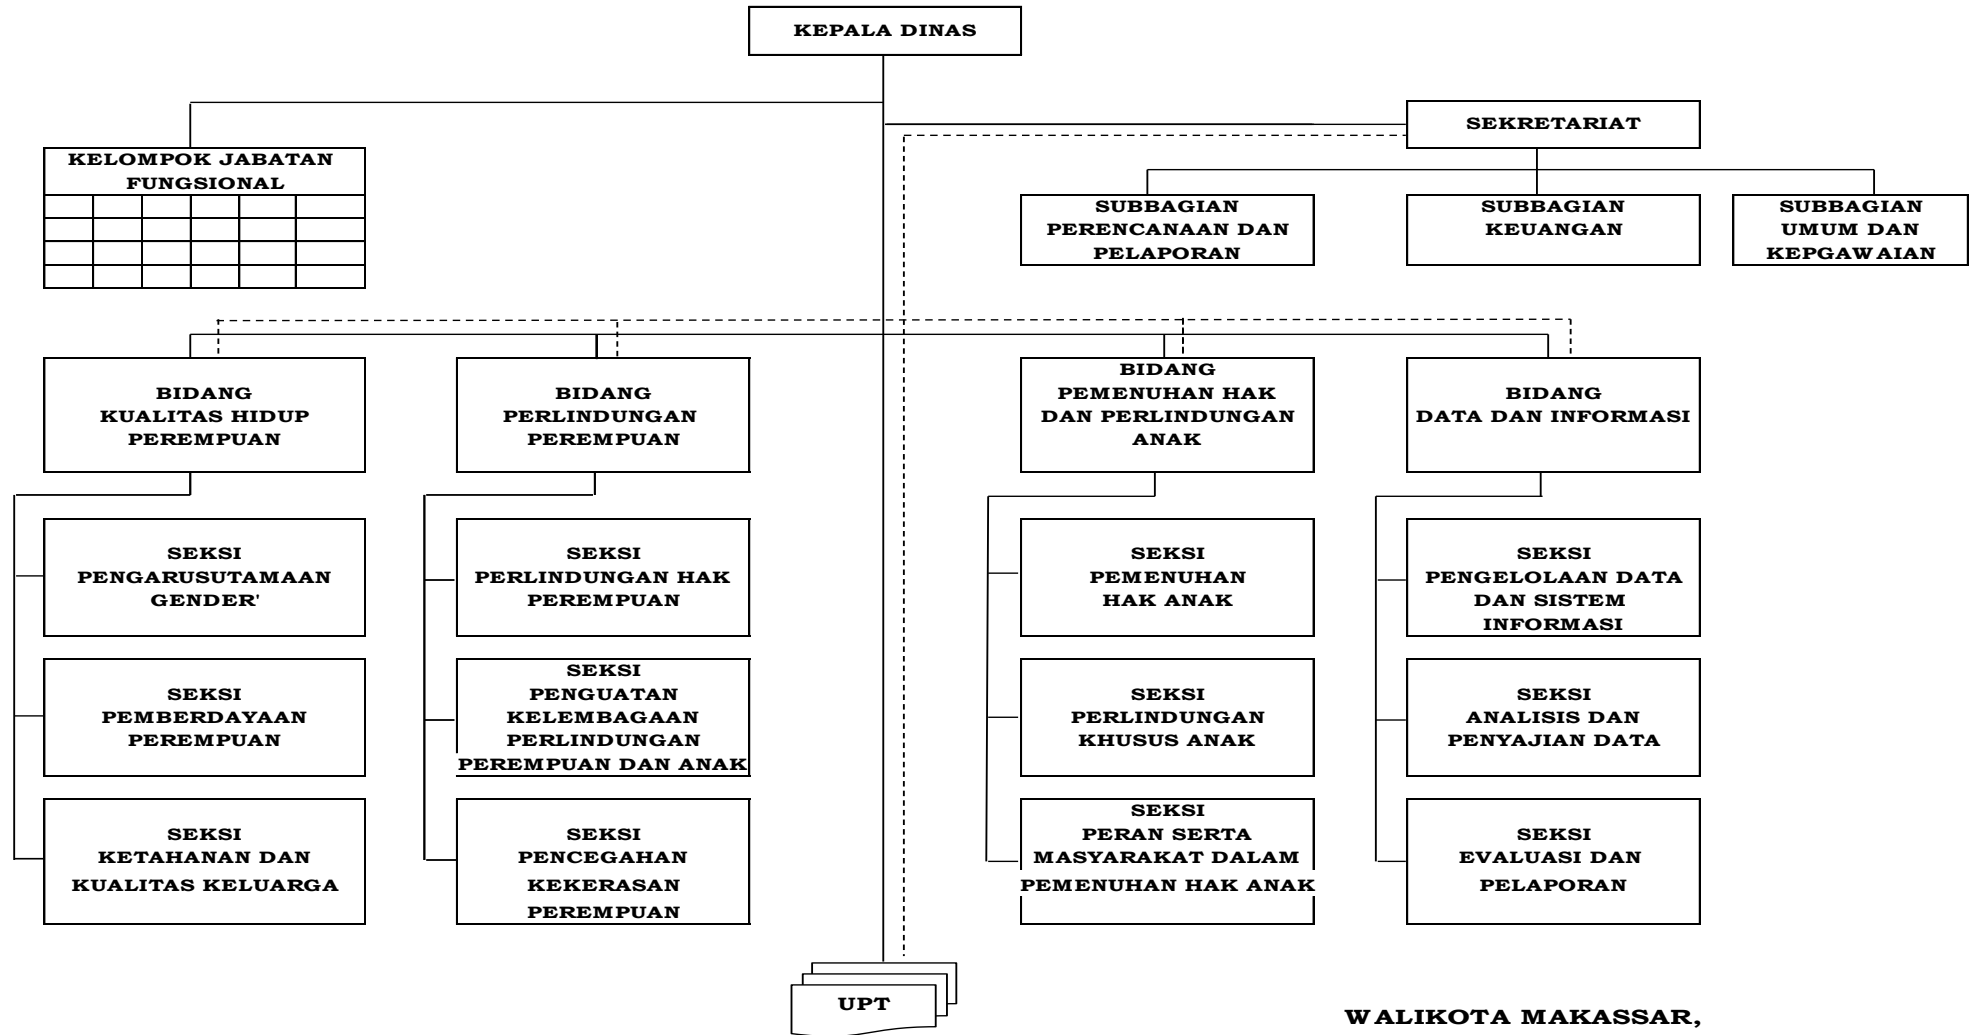 KEPALA DINAS
SEKRETARIAT
KELOMPOK JABATAN
FUNGSIONAL
SUBBAGIAN
PERENCANAAN DAN
PELAPORAN
SUBBAGIAN
KEUANGAN
SUBBAGIAN
UMUM DAN
KEPGAWAIAN
BIDANG
KUALITAS HIDUP
PEREMPUAN
BIDANG
PERLINDUNGAN
PEREMPUAN
BIDANG
PEMENUHAN HAK
DAN PERLINDUNGAN
ANAK
BIDANG
DATA DAN INFORMASI
SEKSI
PENGARUSUTAMAAN
GENDER'
SEKSI
PERLINDUNGAN HAK
PEREMPUAN
SEKSI
PEMENUHAN
HAK ANAK
SEKSI
PENGELOLAAN DATA
DAN SISTEM
INFORMASI
SEKSI
PEMBERDAYAAN
PEREMPUAN
SEKSI
PENGUATAN
KELEMBAGAAN
PERLINDUNGAN
PEREMPUAN DAN ANAK
SEKSI
PERLINDUNGAN
KHUSUS ANAK
SEKSI
ANALISIS DAN
PENYAJIAN DATA
SEKSI
KETAHANAN DAN
KUALITAS KELUARGA
SEKSI
PENCEGAHAN
KEKERASAN
PEREMPUAN
SEKSI
PERAN SERTA
MASYARAKAT DALAM
PEMENUHAN HAK ANAK
SEKSI
EVALUASI DAN
PELAPORAN
UPT
WALIKOTA MAKASSAR,